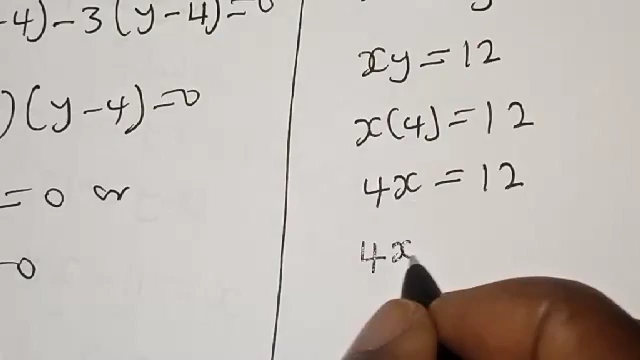 -4)-3(y-4)=0
)(y-4)=0
=0 or
0
xy=12
x(4)=12
4x=12
4x